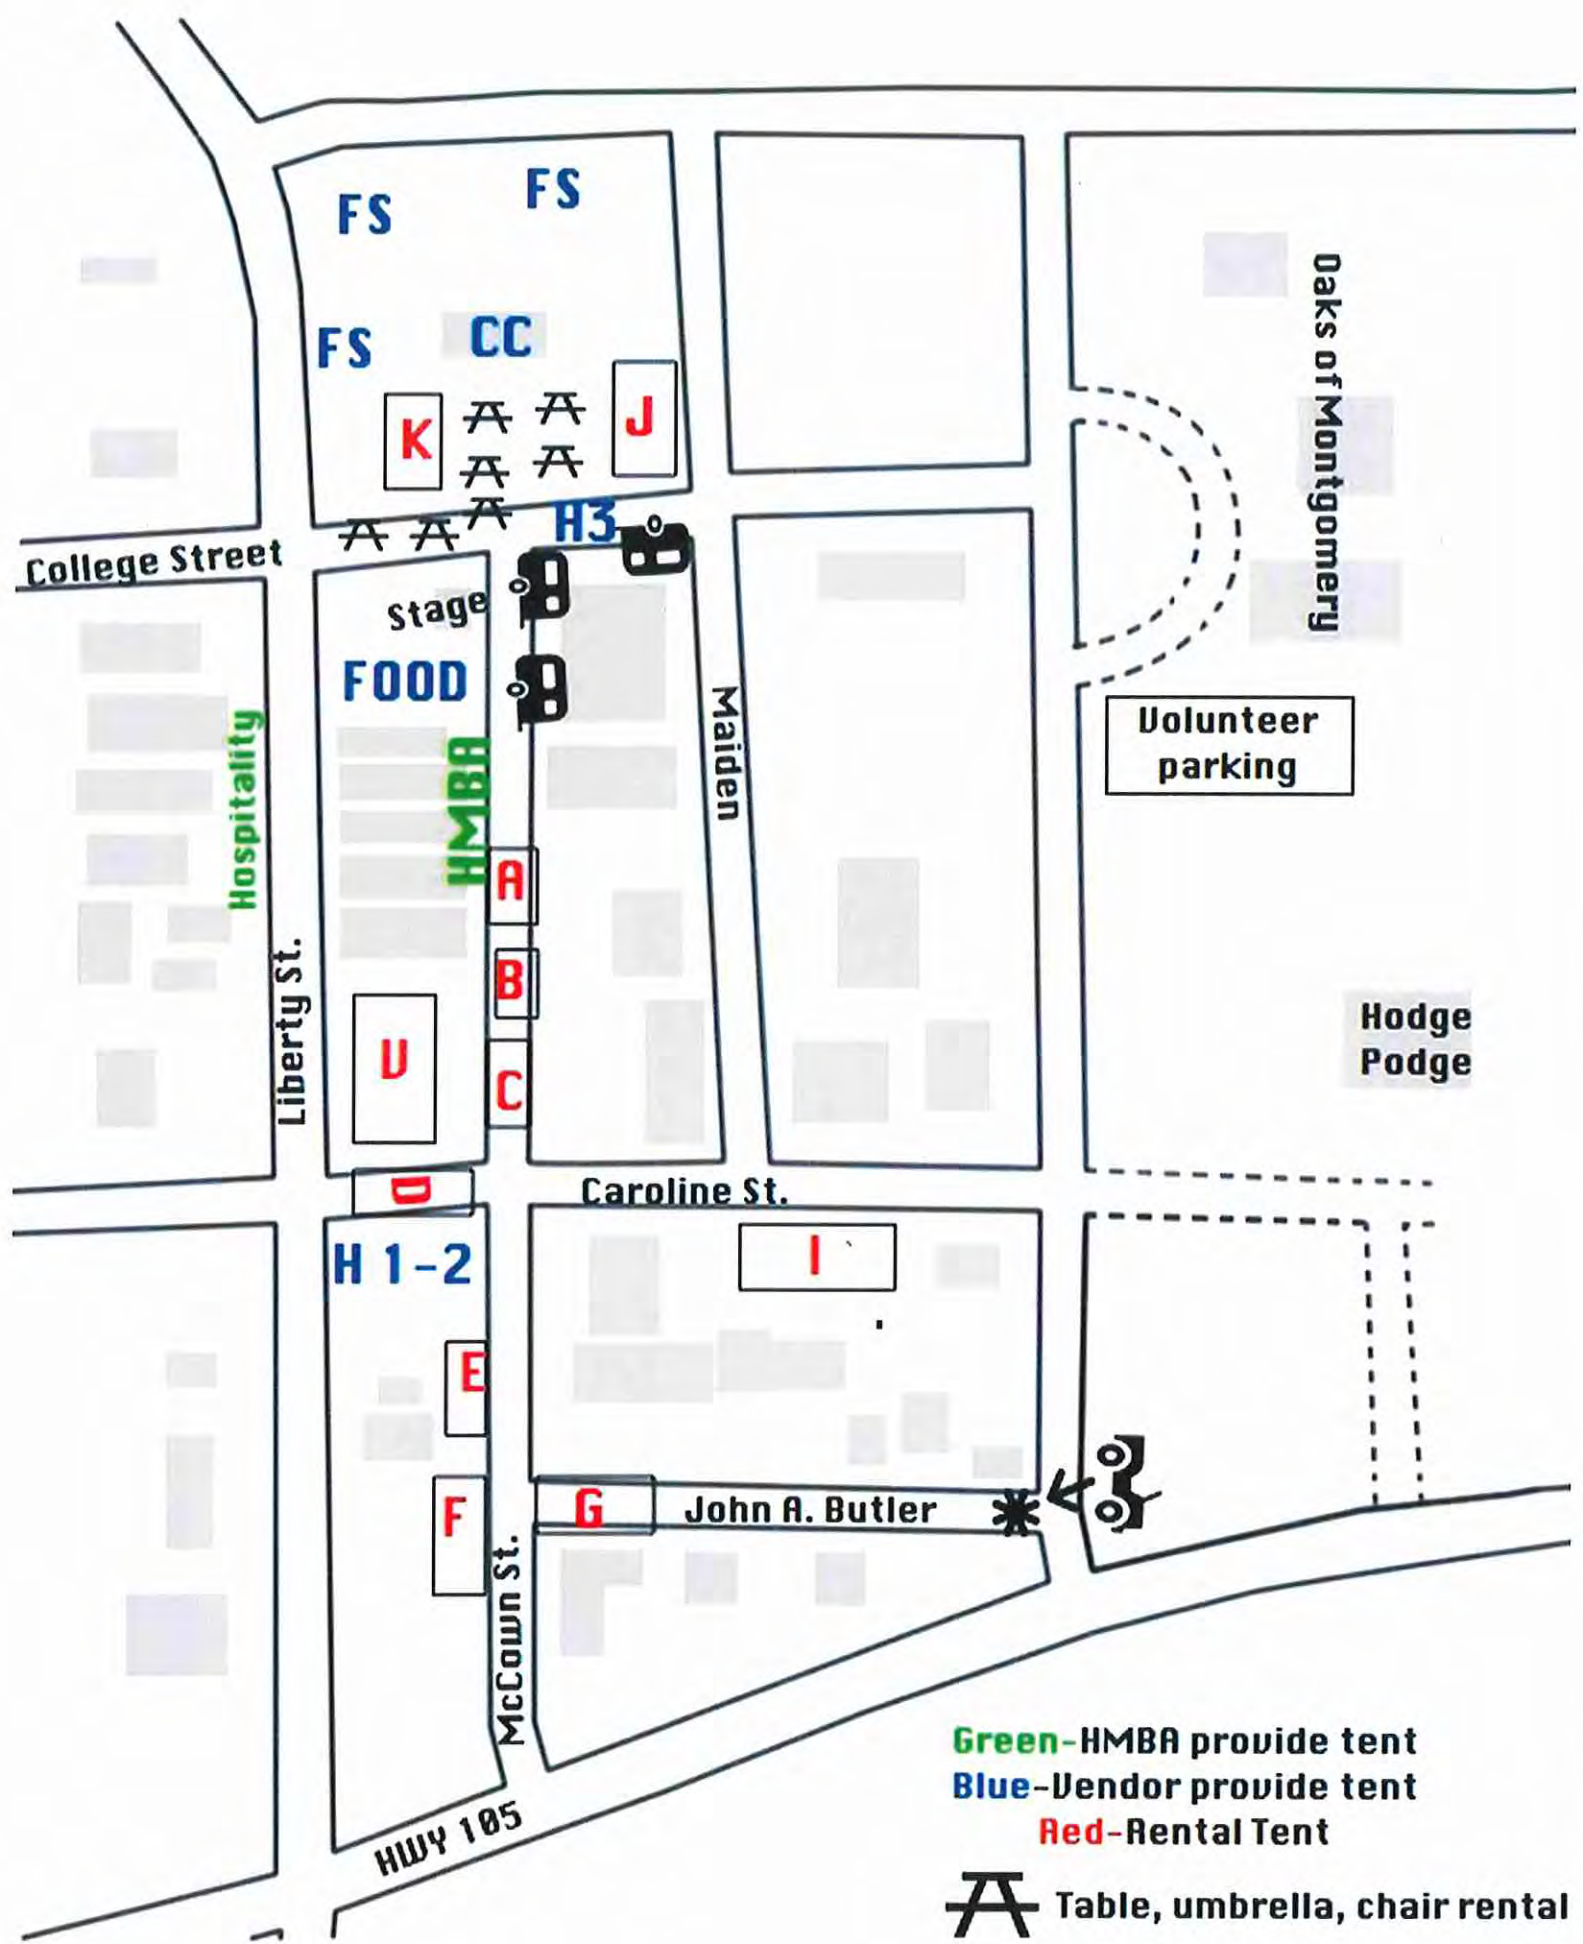 FS
FS
FS
CC
K
J
H3
College Street
Stage
FOOD
Oaks of Montgomery
Maiden
Volunteer
parking
Hospitality
HMBA
A
B
Liberty St.
V
C
Hodge
Podge
D
Caroline St.
H 1-2
I
E
F
G
John A. Butler
McCown St.
HWY 105
Green-HMBA provide tent
Blue-Vendor provide tent
Red-Rental Tent
Table, umbrella, chair rental